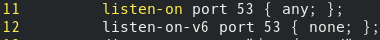 11 listen-on port 53 { any; };
12 listen-on-v6 port 53 { none; };